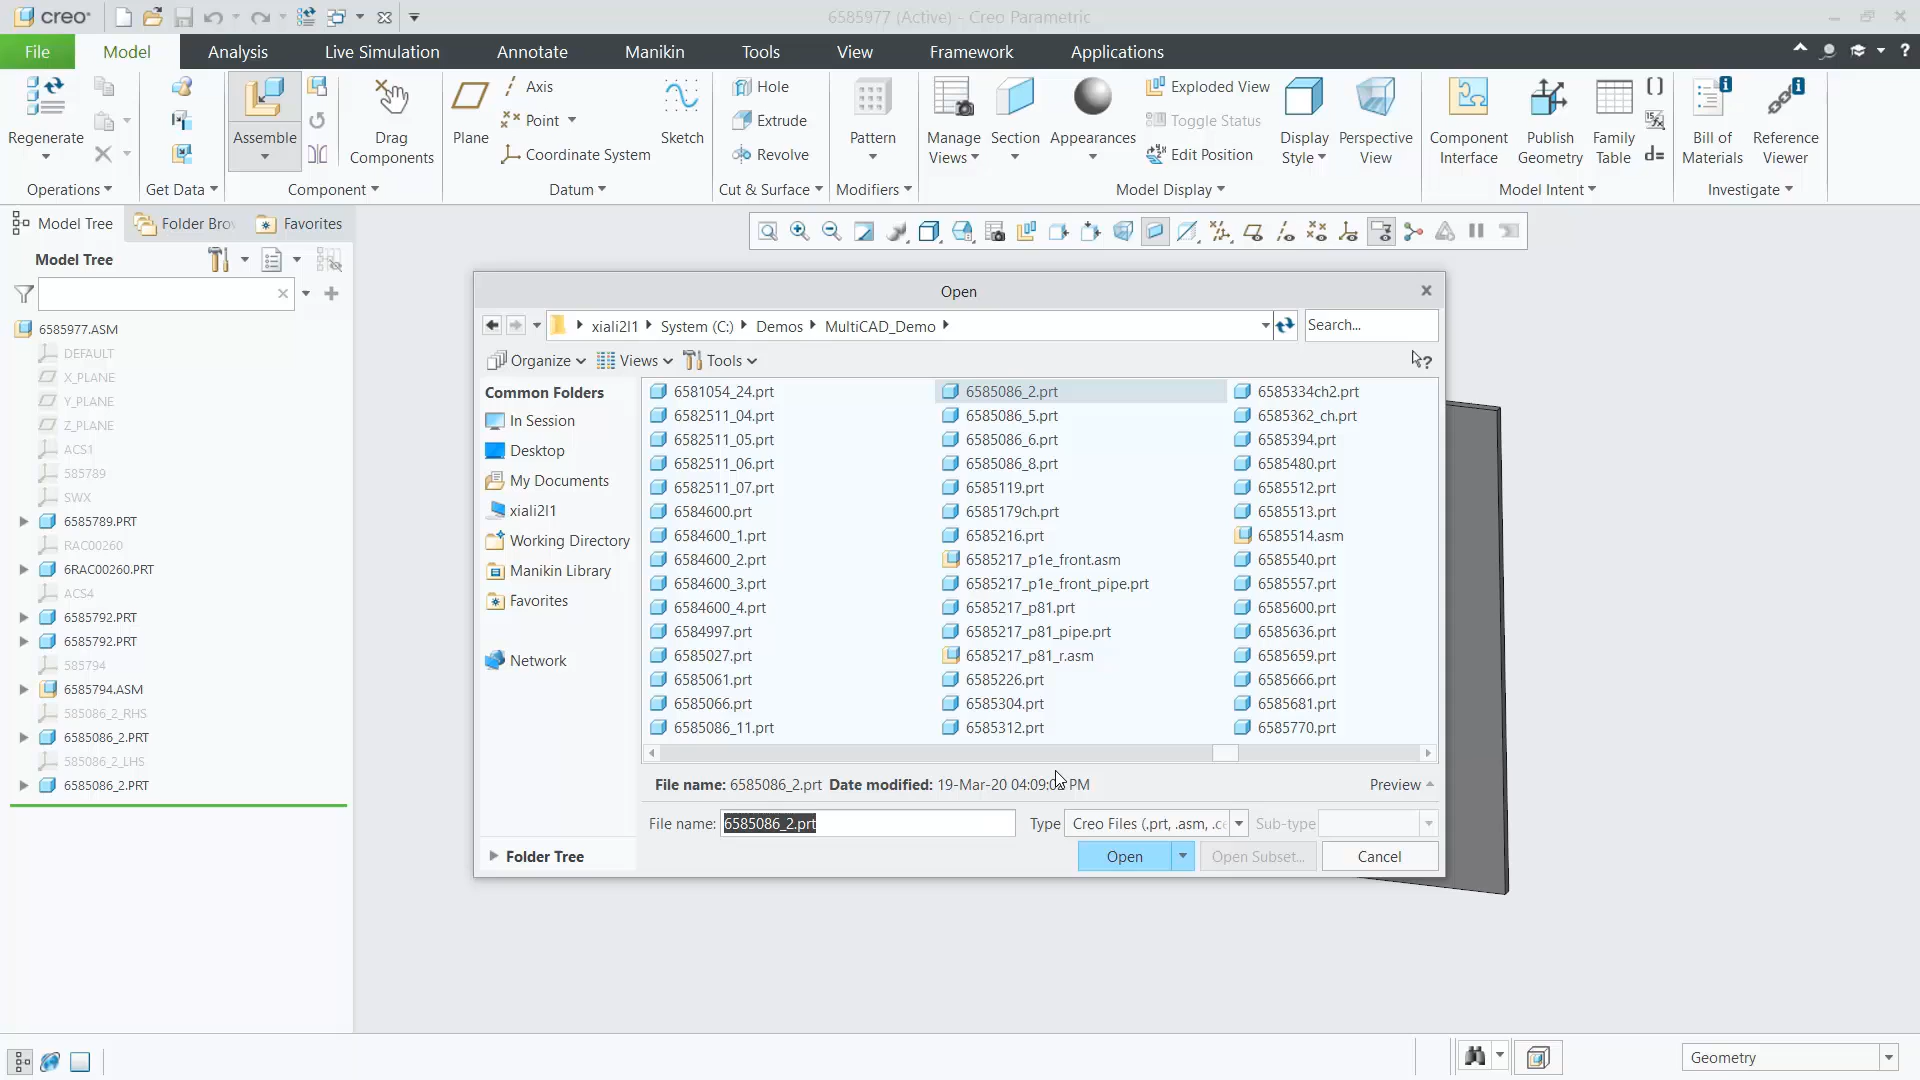 creo
6585977 (Active) - Creo Parametric
File Model Analysis Live Simulation Annotate Manikin Tools View Framework Applications
Regenerate
Operations
Get Data
Assemble
Drag
Components
Component
Plane
Axis
Point
Coordinate System
Sketch
Datum
Hole
Extrude
Revolve
Cut & Surface
Pattern
Modifiers
Manage
Views
Section
Appearances
Exploded View
Toggle Status
Edit Position
Display
Style
Perspective
View
Model Display
Component
Interface
Publish
Geometry
Family
Table
Model Intent
Bill of
Materials
Reference
Viewer
Investigate
Model Tree
Folder Bro
Favorites
Model Tree
6585977.ASM
DEFAULT
X_PLANE
Y_PLANE
Z_PLANE
ACS1
585789
SWX
6585789.PRT
RAC00260
6RAC00260.PRT
ACS4
6585792.PRT
6585792.PRT
585794
6585794.ASM
585086_2_RHS
6585086_2.PRT
585086_2_LHS
6585086_2.PRT
Open
xiali2l1 System (C:) Demos MultiCAD_Demo
Search...
Organize Views Tools
Common Folders
In Session
Desktop
My Documents
xiali2l1
Working Directory
Manikin Library
Favorites
Network
Folder Tree
6581054_24.prt
6582511_04.prt
6582511_05.prt
6582511_06.prt
6582511_07.prt
6584600.prt
6584600_1.prt
6584600_2.prt
6584600_3.prt
6584600_4.prt
6584997.prt
6585027.prt
6585061.prt
6585066.prt
6585086_11.prt
6585086_2.prt
6585086_5.prt
6585086_6.prt
6585086_8.prt
6585119.prt
6585179ch.prt
6585216.prt
6585217_p1e_front.asm
6585217_p1e_front_pipe.prt
6585217_p81.prt
6585217_p81_pipe.prt
6585217_p81_r.asm
6585226.prt
6585304.prt
6585312.prt
6585334ch2.prt
6585362_ch.prt
6585394.prt
6585480.prt
6585512.prt
6585513.prt
6585514.asm
6585540.prt
6585557.prt
6585600.prt
6585636.prt
6585659.prt
6585666.prt
6585681.prt
6585770.prt
File name: 6585086_2.prt Date modified: 19-Mar-20 04:09: PM
Preview
File name: 6585086_2.prt
Type Creo Files (.prt, .asm, .c
Sub-type
Open
Open Subset...
Cancel
Geometry